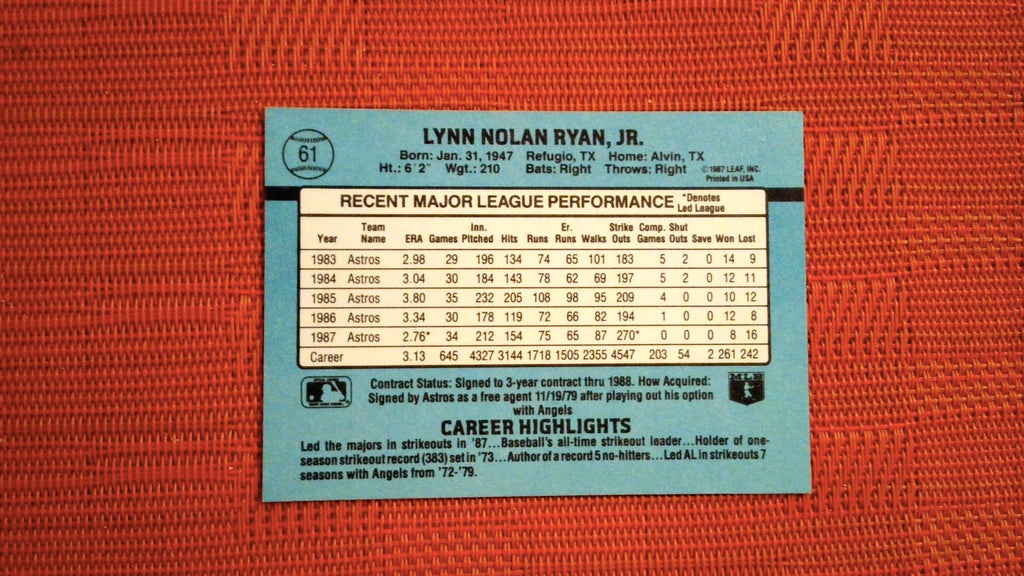 61
LYNN NOLAN RYAN, JR.
Born: Jan. 31, 1947 Refugio, TX Home: Alvin, TX
Ht.: 6'2" Wgt.: 210 Bats: Right Throws: Right
©1987 LEAF, INC.
Printed in USA
RECENT MAJOR LEAGUE PERFORMANCE *Denotes Led League
Year Team Name ERA Games Inn. Pitched Hits Runs Er. Runs Walks Strike Outs Comp. Games Shut Outs Save Won Lost
1983 Astros 2.98 29 196 134 74 65 101 183 5 2 0 14 9
1984 Astros 3.04 30 184 143 78 62 69 197 5 2 0 12 11
1985 Astros 3.80 35 232 205 108 98 95 209 4 0 0 10 12
1986 Astros 3.34 30 178 119 72 66 82 194 1 0 0 12 8
1987 Astros 2.76* 34 212 154 75 65 87 270* 0 0 0 8 16
Career 3.13 645 4327 3144 1718 1505 2355 4547 203 54 2 261 242
Contract Status: Signed to 3-year contract thru 1988. How Acquired:
Signed by Astros as a free agent 11/19/79 after playing out his option
with Angels
MLB
CAREER HIGHLIGHTS
Led the majors in strikeouts in '87...Baseball's all-time strikeout leader...Holder of one-
season strikeout record (383) set in '73...Author of a record 5 no-hitters...Led AL in strikeouts 7
seasons with Angels from '72-'79.